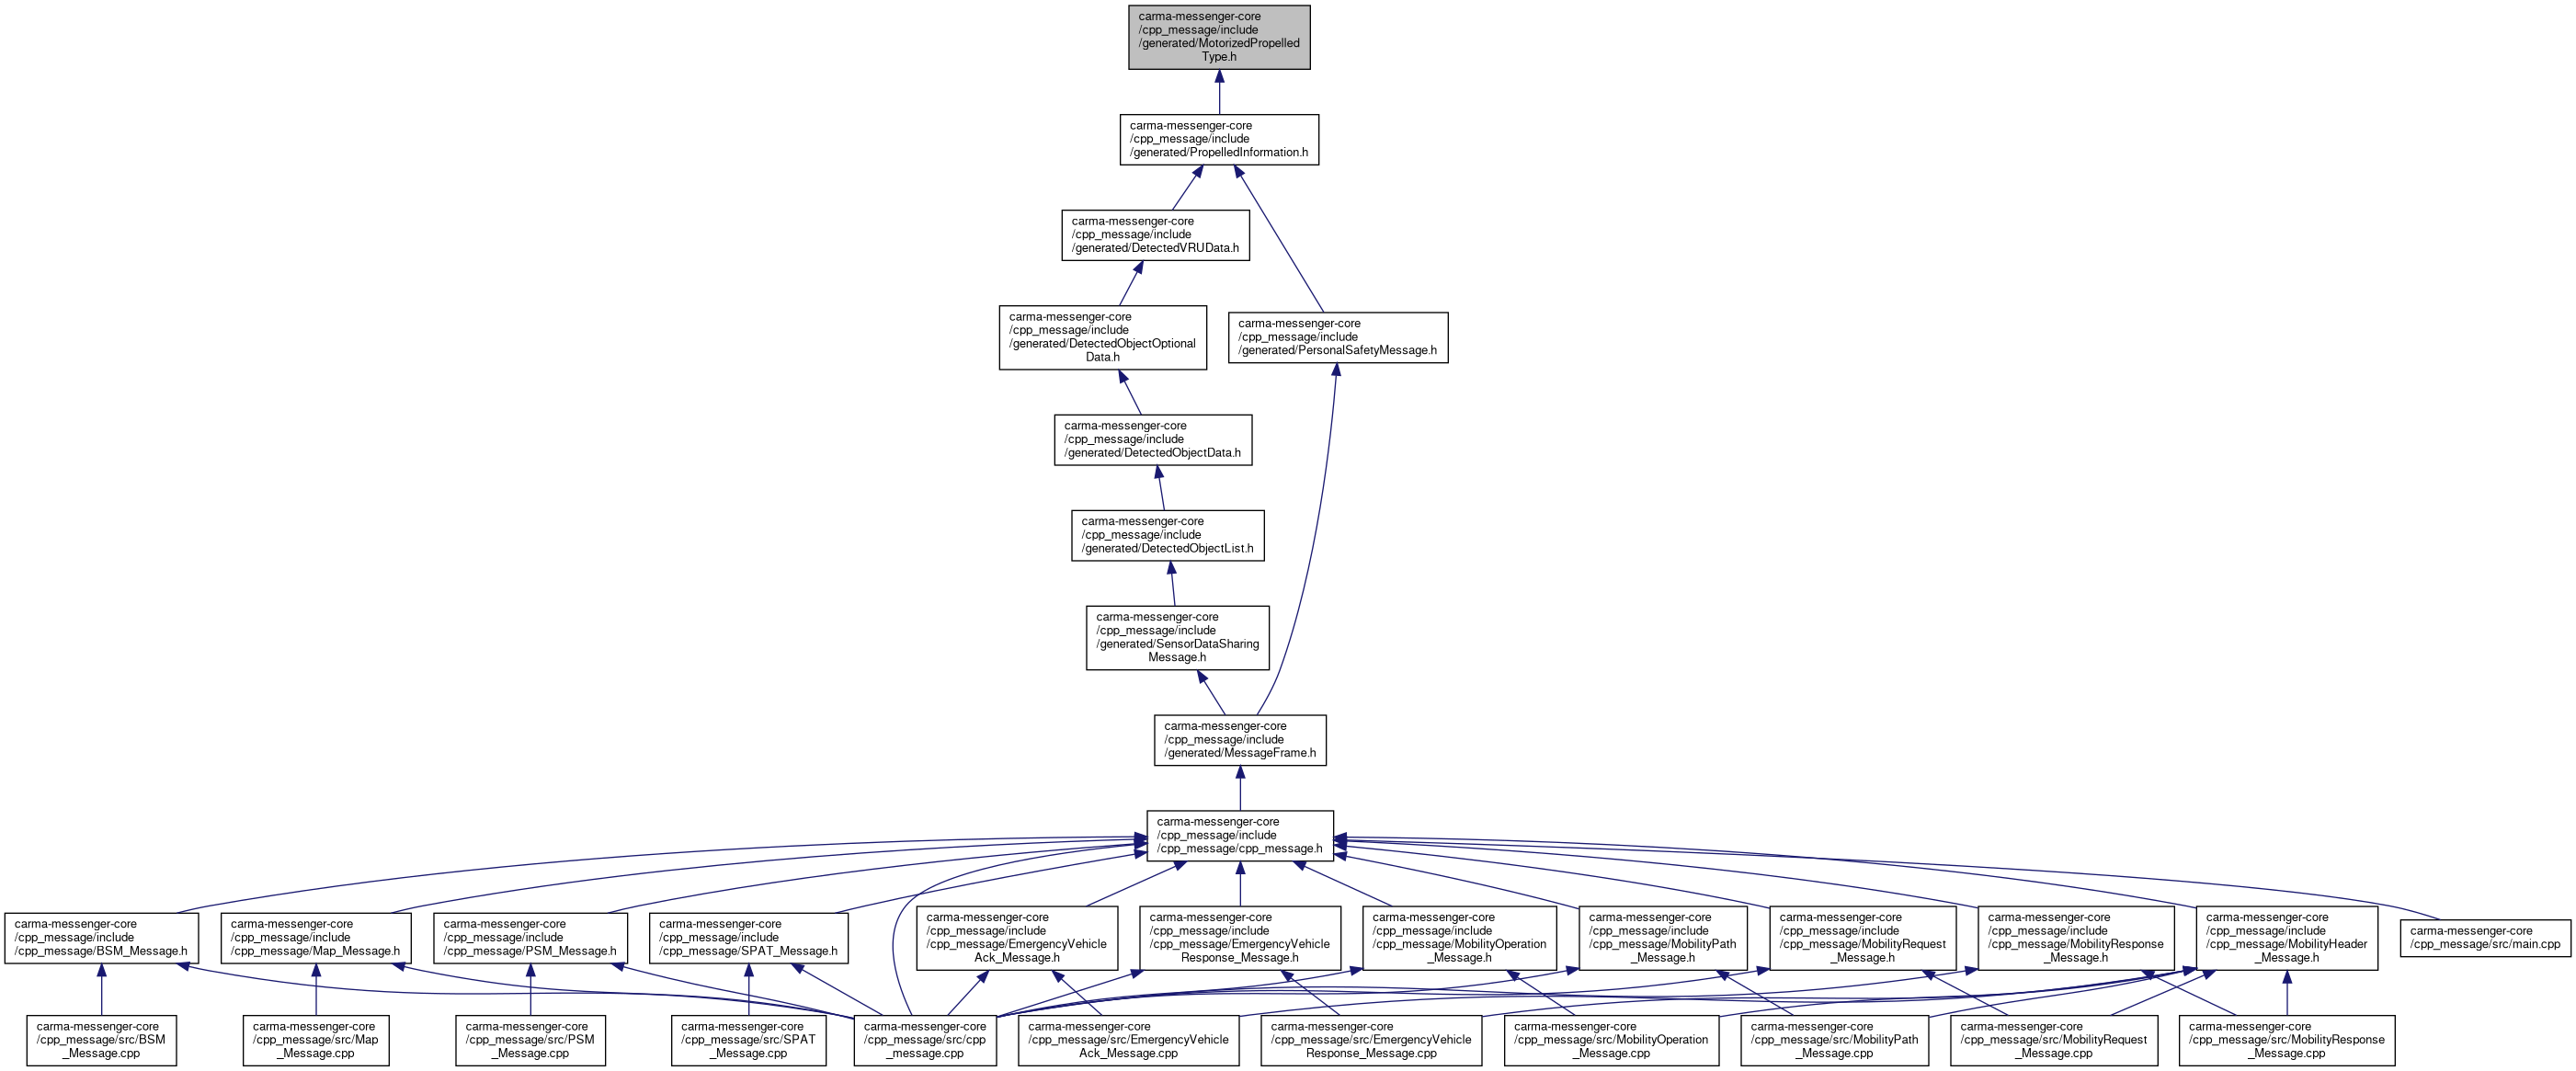 carma-messenger-core
/cpp_message/include
/generated/MotorizedPropelled
Type.h
carma-messenger-core
/cpp_message/include
/generated/PropelledInformation.h
carma-messenger-core
/cpp_message/include
/generated/DetectedVRUData.h
carma-messenger-core
/cpp_message/include
/generated/DetectedObjectOptional
Data.h
carma-messenger-core
/cpp_message/include
/generated/PersonalSafetyMessage.h
carma-messenger-core
/cpp_message/include
/generated/DetectedObjectData.h
carma-messenger-core
/cpp_message/include
/generated/DetectedObjectList.h
carma-messenger-core
/cpp_message/include
/generated/SensorDataSharing
Message.h
carma-messenger-core
/cpp_message/include
/generated/MessageFrame.h
carma-messenger-core
/cpp_message/include
/cpp_message/cpp_message.h
carma-messenger-core
/cpp_message/include
/cpp_message/BSM_Message.h
carma-messenger-core
/cpp_message/include
/cpp_message/Map_Message.h
carma-messenger-core
/cpp_message/include
/cpp_message/PSM_Message.h
carma-messenger-core
/cpp_message/include
/cpp_message/SPAT_Message.h
carma-messenger-core
/cpp_message/include
/cpp_message/EmergencyVehicle
Ack_Message.h
carma-messenger-core
/cpp_message/include
/cpp_message/EmergencyVehicle
Response_Message.h
carma-messenger-core
/cpp_message/include
/cpp_message/MobilityOperation
_Message.h
carma-messenger-core
/cpp_message/include
/cpp_message/MobilityPath
_Message.h
carma-messenger-core
/cpp_message/include
/cpp_message/MobilityRequest
_Message.h
carma-messenger-core
/cpp_message/include
/cpp_message/MobilityResponse
_Message.h
carma-messenger-core
/cpp_message/include
/cpp_message/MobilityHeader
_Message.h
carma-messenger-core
/cpp_message/src/main.cpp
carma-messenger-core
/cpp_message/src/BSM
_Message.cpp
carma-messenger-core
/cpp_message/src/Map
_Message.cpp
carma-messenger-core
/cpp_message/src/PSM
_Message.cpp
carma-messenger-core
/cpp_message/src/SPAT
_Message.cpp
carma-messenger-core
/cpp_message/src/cpp
_message.cpp
carma-messenger-core
/cpp_message/src/EmergencyVehicle
Ack_Message.cpp
carma-messenger-core
/cpp_message/src/EmergencyVehicle
Response_Message.cpp
carma-messenger-core
/cpp_message/src/MobilityOperation
_Message.cpp
carma-messenger-core
/cpp_message/src/MobilityPath
_Message.cpp
carma-messenger-core
/cpp_message/src/MobilityRequest
_Message.cpp
carma-messenger-core
/cpp_message/src/MobilityResponse
_Message.cpp